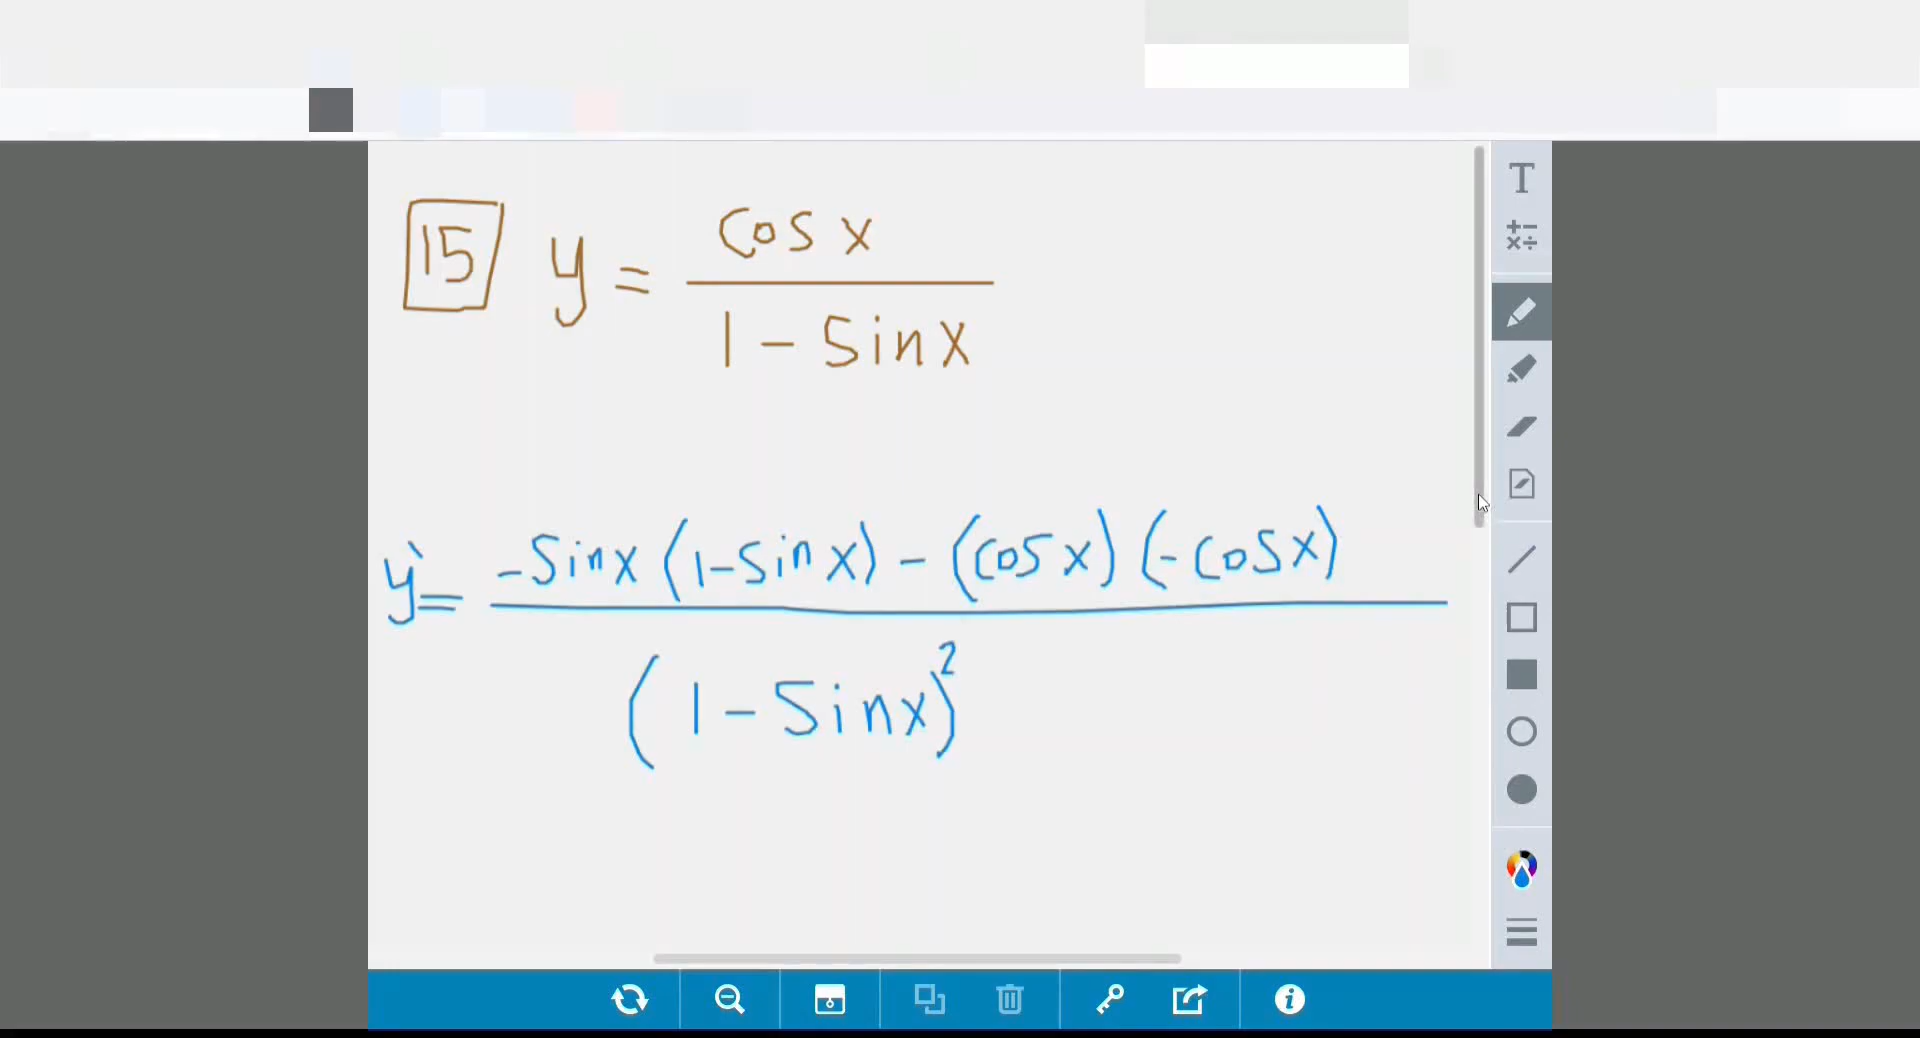 15 y = cos x / 1 - sin x
y' = -sin x (1 - sin x) - (cos x) (-cos x) / (1 - sin x)²
T